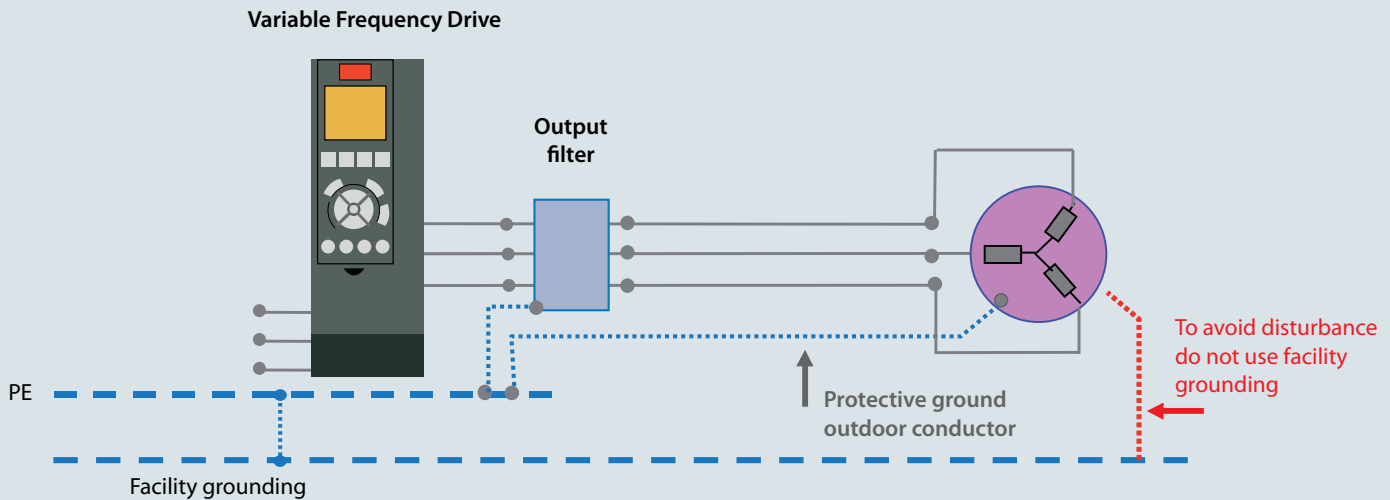 Variable Frequency Drive
Output
filter
To avoid disturbance
do not use facility
grounding
PE
Protective ground
outdoor conductor
Facility grounding